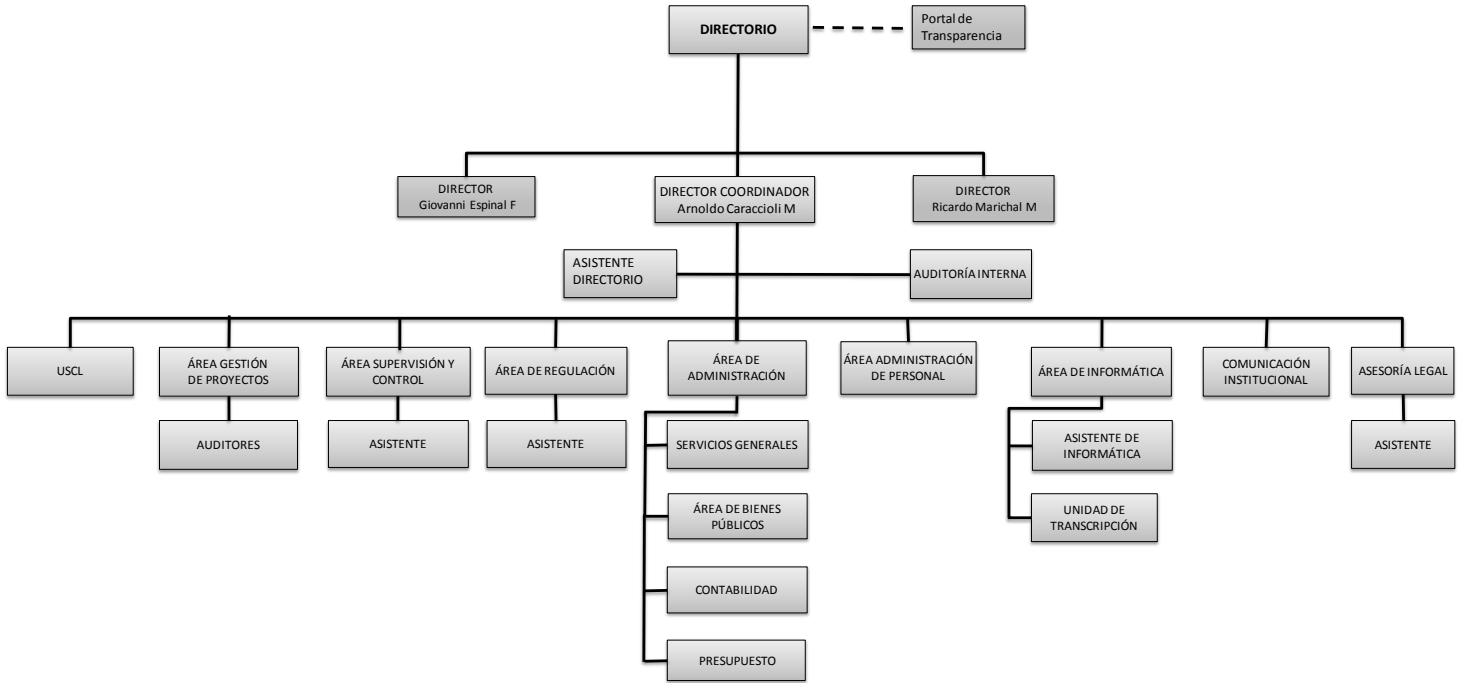 DIRECTORIO
Portal de
Transparencia
DIRECTOR
Giovanni Espinal F
DIRECTOR COORDINADOR
Arnoldo Caraccioli M
DIRECTOR
Ricardo Marichal M
ASISTENTE
DIRECTORIO
AUDITORÍA INTERNA
USCL
ÁREA GESTIÓN
DE PROYECTOS
ÁREA SUPERVISIÓN Y
CONTROL
ÁREA DE REGULACIÓN
ÁREA DE
ADMINISTRACIÓN
ÁREA ADMINISTRACIÓN
DE PERSONAL
ÁREA DE INFORMÁTICA
COMUNICACIÓN
INSTITUCIONAL
ASESORÍA LEGAL
AUDITORES
ASISTENTE
ASISTENTE
SERVICIOS GENERALES
ASISTENTE DE
INFORMÁTICA
ASISTENTE
ÁREA DE BIENES
PÚBLICOS
UNIDAD DE
TRANSCRIPCIÓN
CONTABILIDAD
PRESUPUESTO